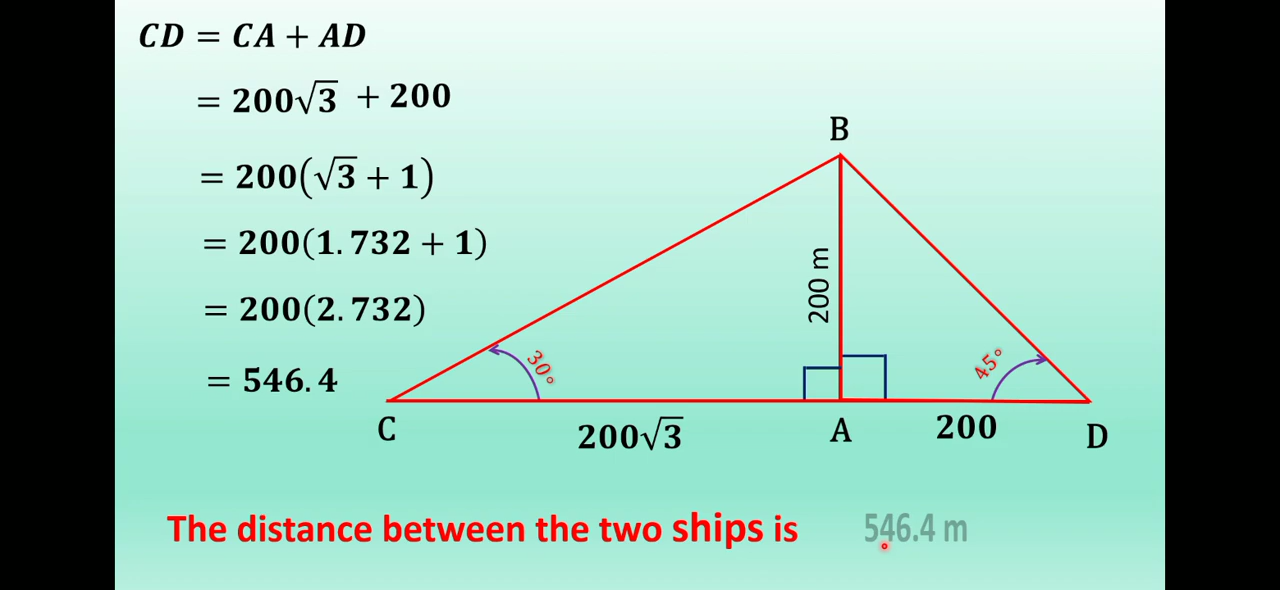 CD = CA + AD
= 200√3 + 200
= 200(√3 + 1)
= 200(1.732 + 1)
= 200(2.732)
= 546.4
B
200 m
30°
45°
C
200√3
A
200
D
The distance between the two ships is 546.4 m